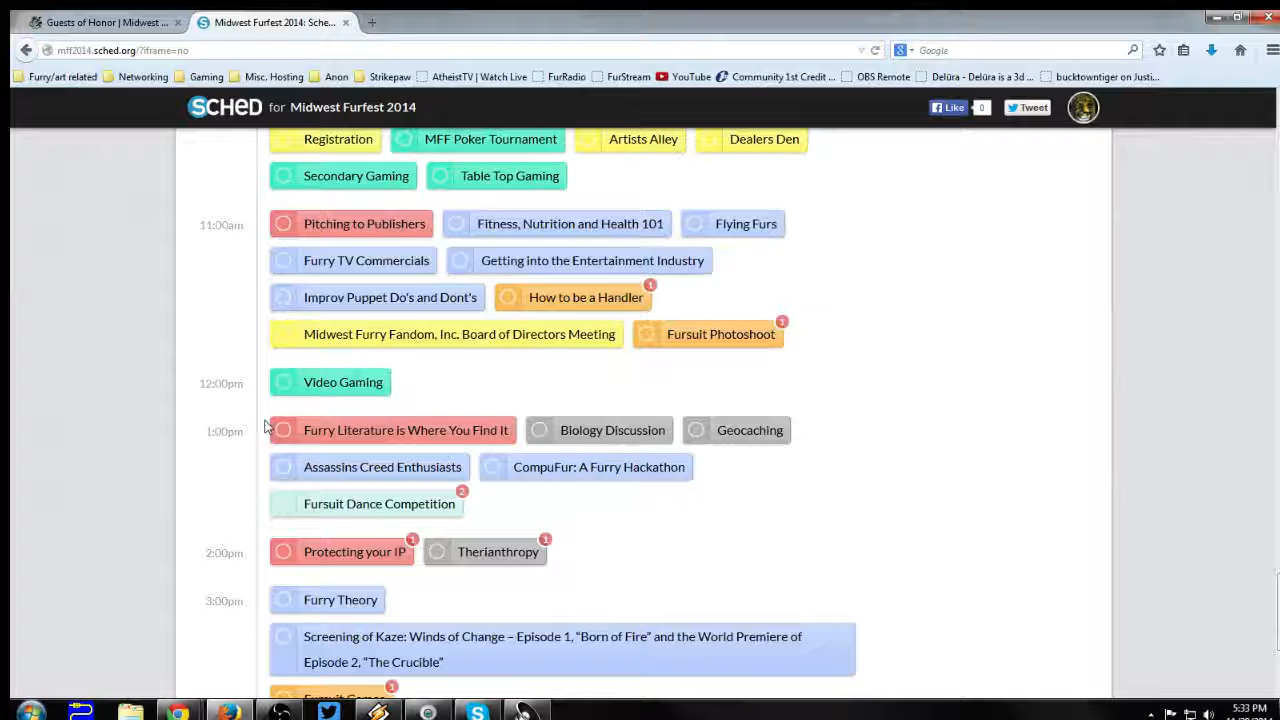 Guests of Honor | Midwest ...
Midwest Furfest 2014: Sche...
mff2014.sched.org/?iframe=no
Google
Furry/art related
Networking
Gaming
Misc, Hosting
Anon
Strikepaw
AtheistTV | Watch Live
FurRadio
FurStream
YouTube
Community 1st Credit ...
OBS Remote
Delúra - Delúra is a 3d ...
bucktowntiger on Justi...
SCHED for Midwest Furfest 2014
Like
0
Tweet
Registration
MFF Poker Tournament
Artists Alley
Dealers Den
Secondary Gaming
Table Top Gaming
11:00am
Pitching to Publishers
Fitness, Nutrition and Health 101
Flying Furs
Furry TV Commercials
Getting into the Entertainment Industry
Improv Puppet Do's and Dont's
How to be a Handler
1
Midwest Furry Fandom, Inc. Board of Directors Meeting
Fursuit Photoshoot
1
12:00pm
Video Gaming
1:00pm
Furry Literature is Where You Find It
Biology Discussion
Geocaching
Assassins Creed Enthusiasts
CompuFur: A Furry Hackathon
Fursuit Dance Competition
2
2:00pm
Protecting your IP
1
Therianthropy
1
3:00pm
Furry Theory
Screening of Kaze: Winds of Change – Episode 1, “Born of Fire” and the World Premiere of
Episode 2, “The Crucible”
Fursuit Games
1
5:33 PM